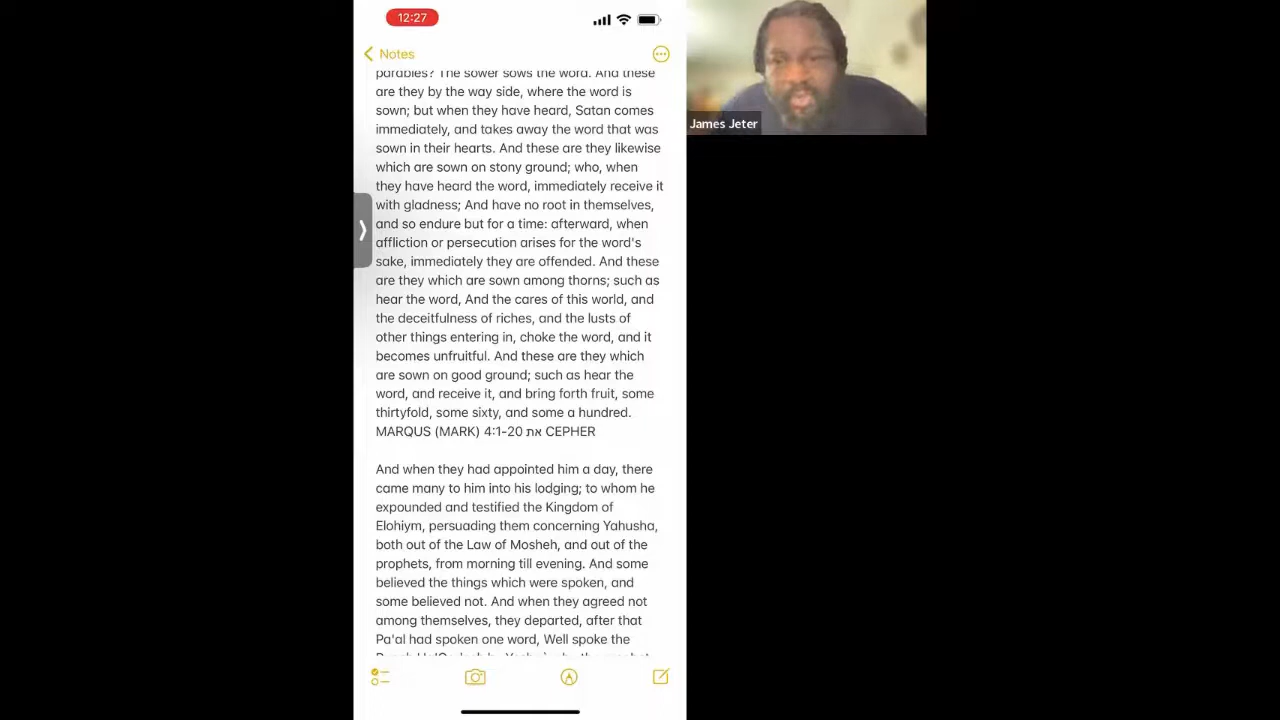 12:27
Notes
parables? The sower sows the word. And these
are they by the way side, where the word is
sown; but when they have heard, Satan comes
immediately, and takes away the word that was
sown in their hearts. And these are they likewise
which are sown on stony ground; who, when
they have heard the word, immediately receive it
with gladness; And have no root in themselves,
and so endure but for a time: afterward, when
affliction or persecution arises for the word's
sake, immediately they are offended. And these
are they which are sown among thorns; such as
hear the word, And the cares of this world, and
the deceitfulness of riches, and the lusts of
other things entering in, choke the word, and it
becomes unfruitful. And these are they which
are sown on good ground; such as hear the
word, and receive it, and bring forth fruit, some
thirtyfold, some sixty, and some a hundred.
MARQUS (MARK) 4:1-20 את CEPHER
And when they had appointed him a day, there
came many to him into his lodging; to whom he
expounded and testified the Kingdom of
Elohiym, persuading them concerning Yahusha,
both out of the Law of Mosheh, and out of the
prophets, from morning till evening. And some
believed the things which were spoken, and
some believed not. And when they agreed not
among themselves, they departed, after that
Pa'al had spoken one word, Well spoke the
James Jeter